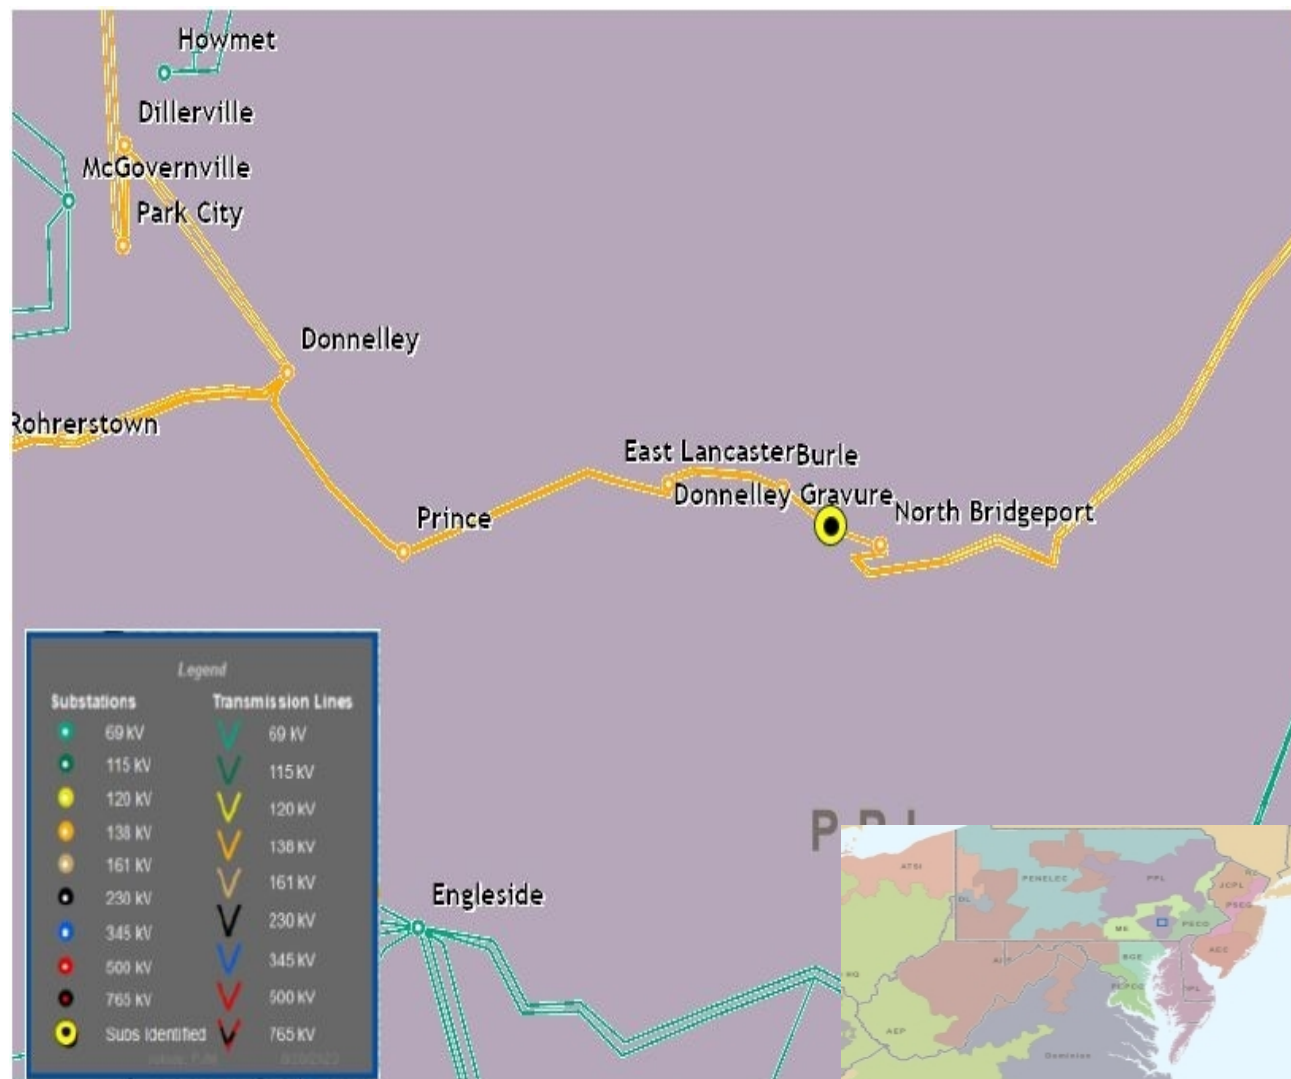 Howmet
Dillerville
McGovernville
Park City
Donnelley
Rohrerstown
East Lancaster
Burle
Donnelley Gravure
Prince
North Bridgeport
Legend
Substations
Transmission Lines
69 kV
69 kV
115 kV
115 kV
120 kV
120 kV
138 kV
138 kV
161 kV
161 kV
230 kV
230 kV
345 kV
345 kV
500 kV
500 kV
765 kV
765 kV
Subs Identified
Engleside
ATSI
PENELEC
PPL
JCPL
DL
PSEG
ME
PECO
AEC
BGE
DPL
AEP
Dominion